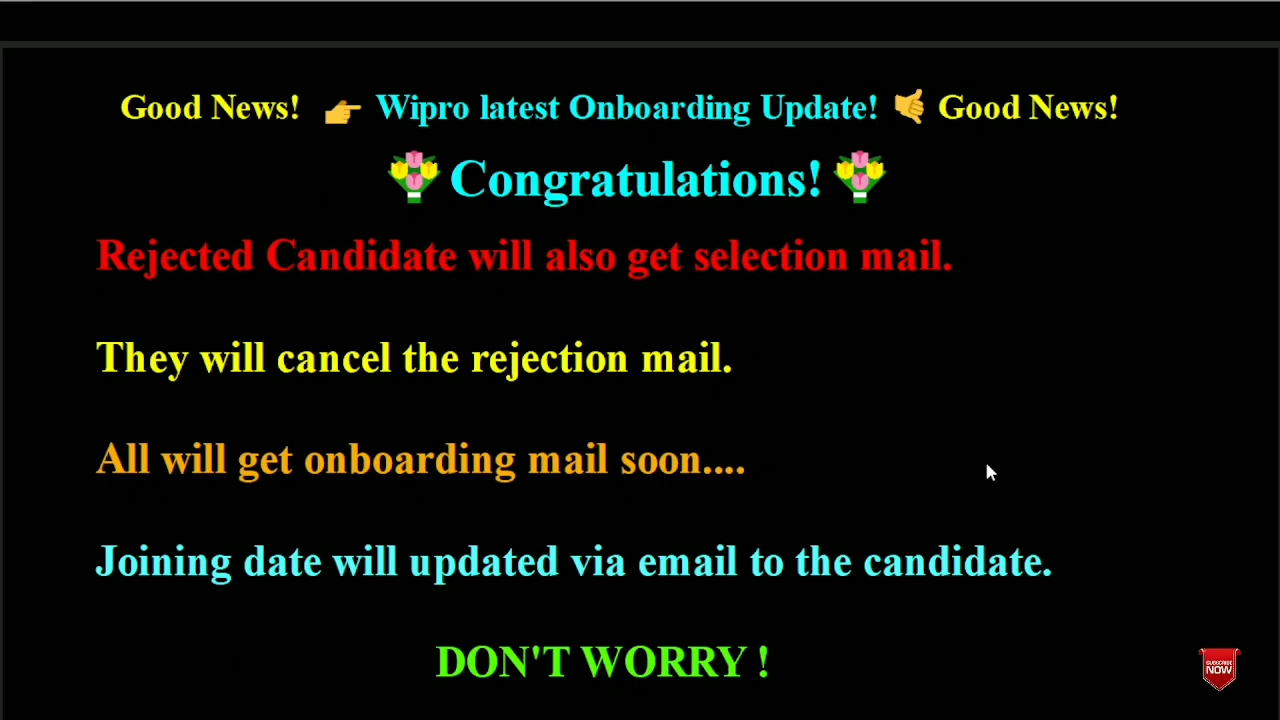 Good News! 👉 Wipro latest Onboarding Update! 🤙 Good News!
💐 Congratulations! 💐
Rejected Candidate will also get selection mail.
They will cancel the rejection mail.
All will get onboarding mail soon....
Joining date will updated via email to the candidate.
DON'T WORRY !
SUBSCRIBE
NOW